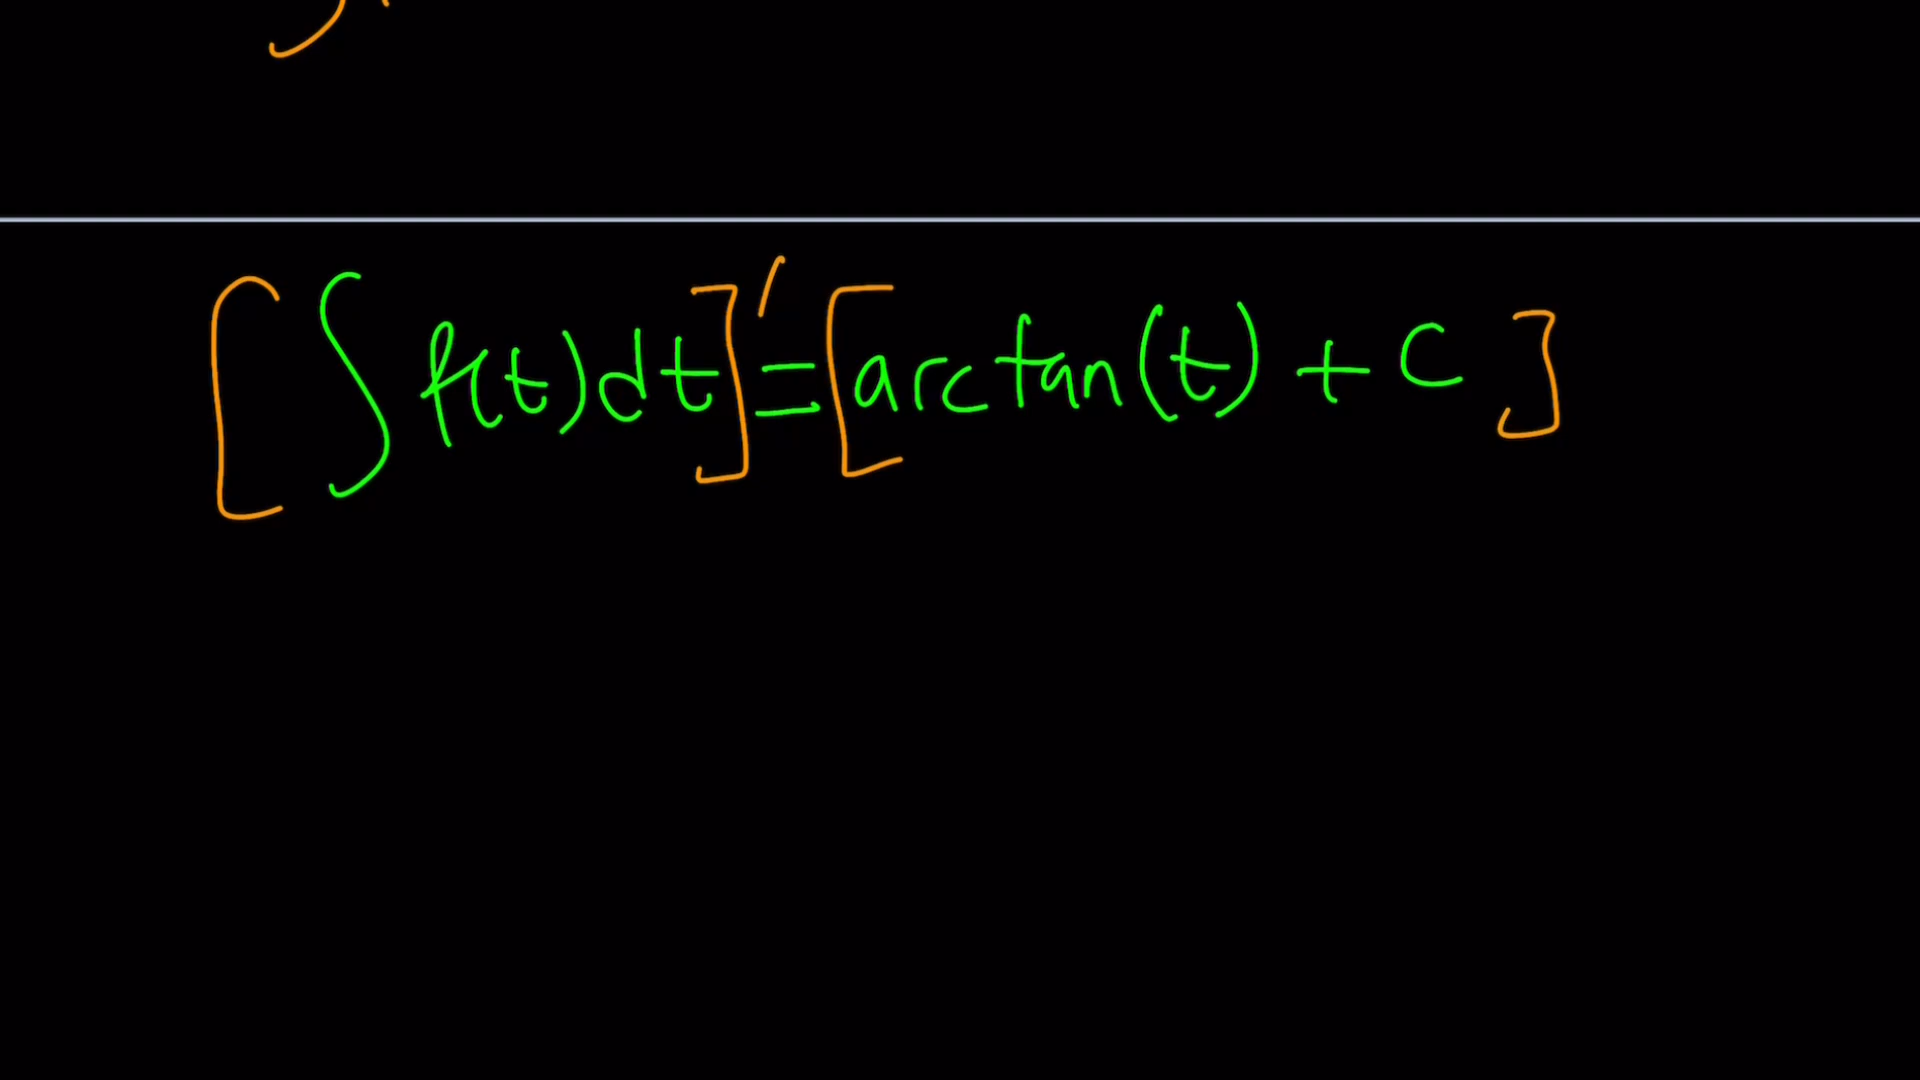 [∫ f(t)dt]' = [arctan(t) + c]